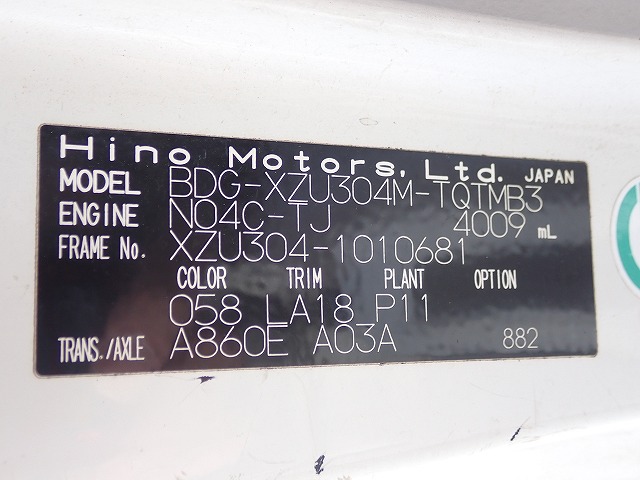 Hino Motors, Ltd. JAPAN
MODEL BDG-XZU304M-TQTMB3
ENGINE N04C-TJ 4009 mL
FRAME No. XZU304-1010681
COLOR TRIM PLANT OPTION
058 LA18 P11
TRANS./AXLE A860E A03A 882